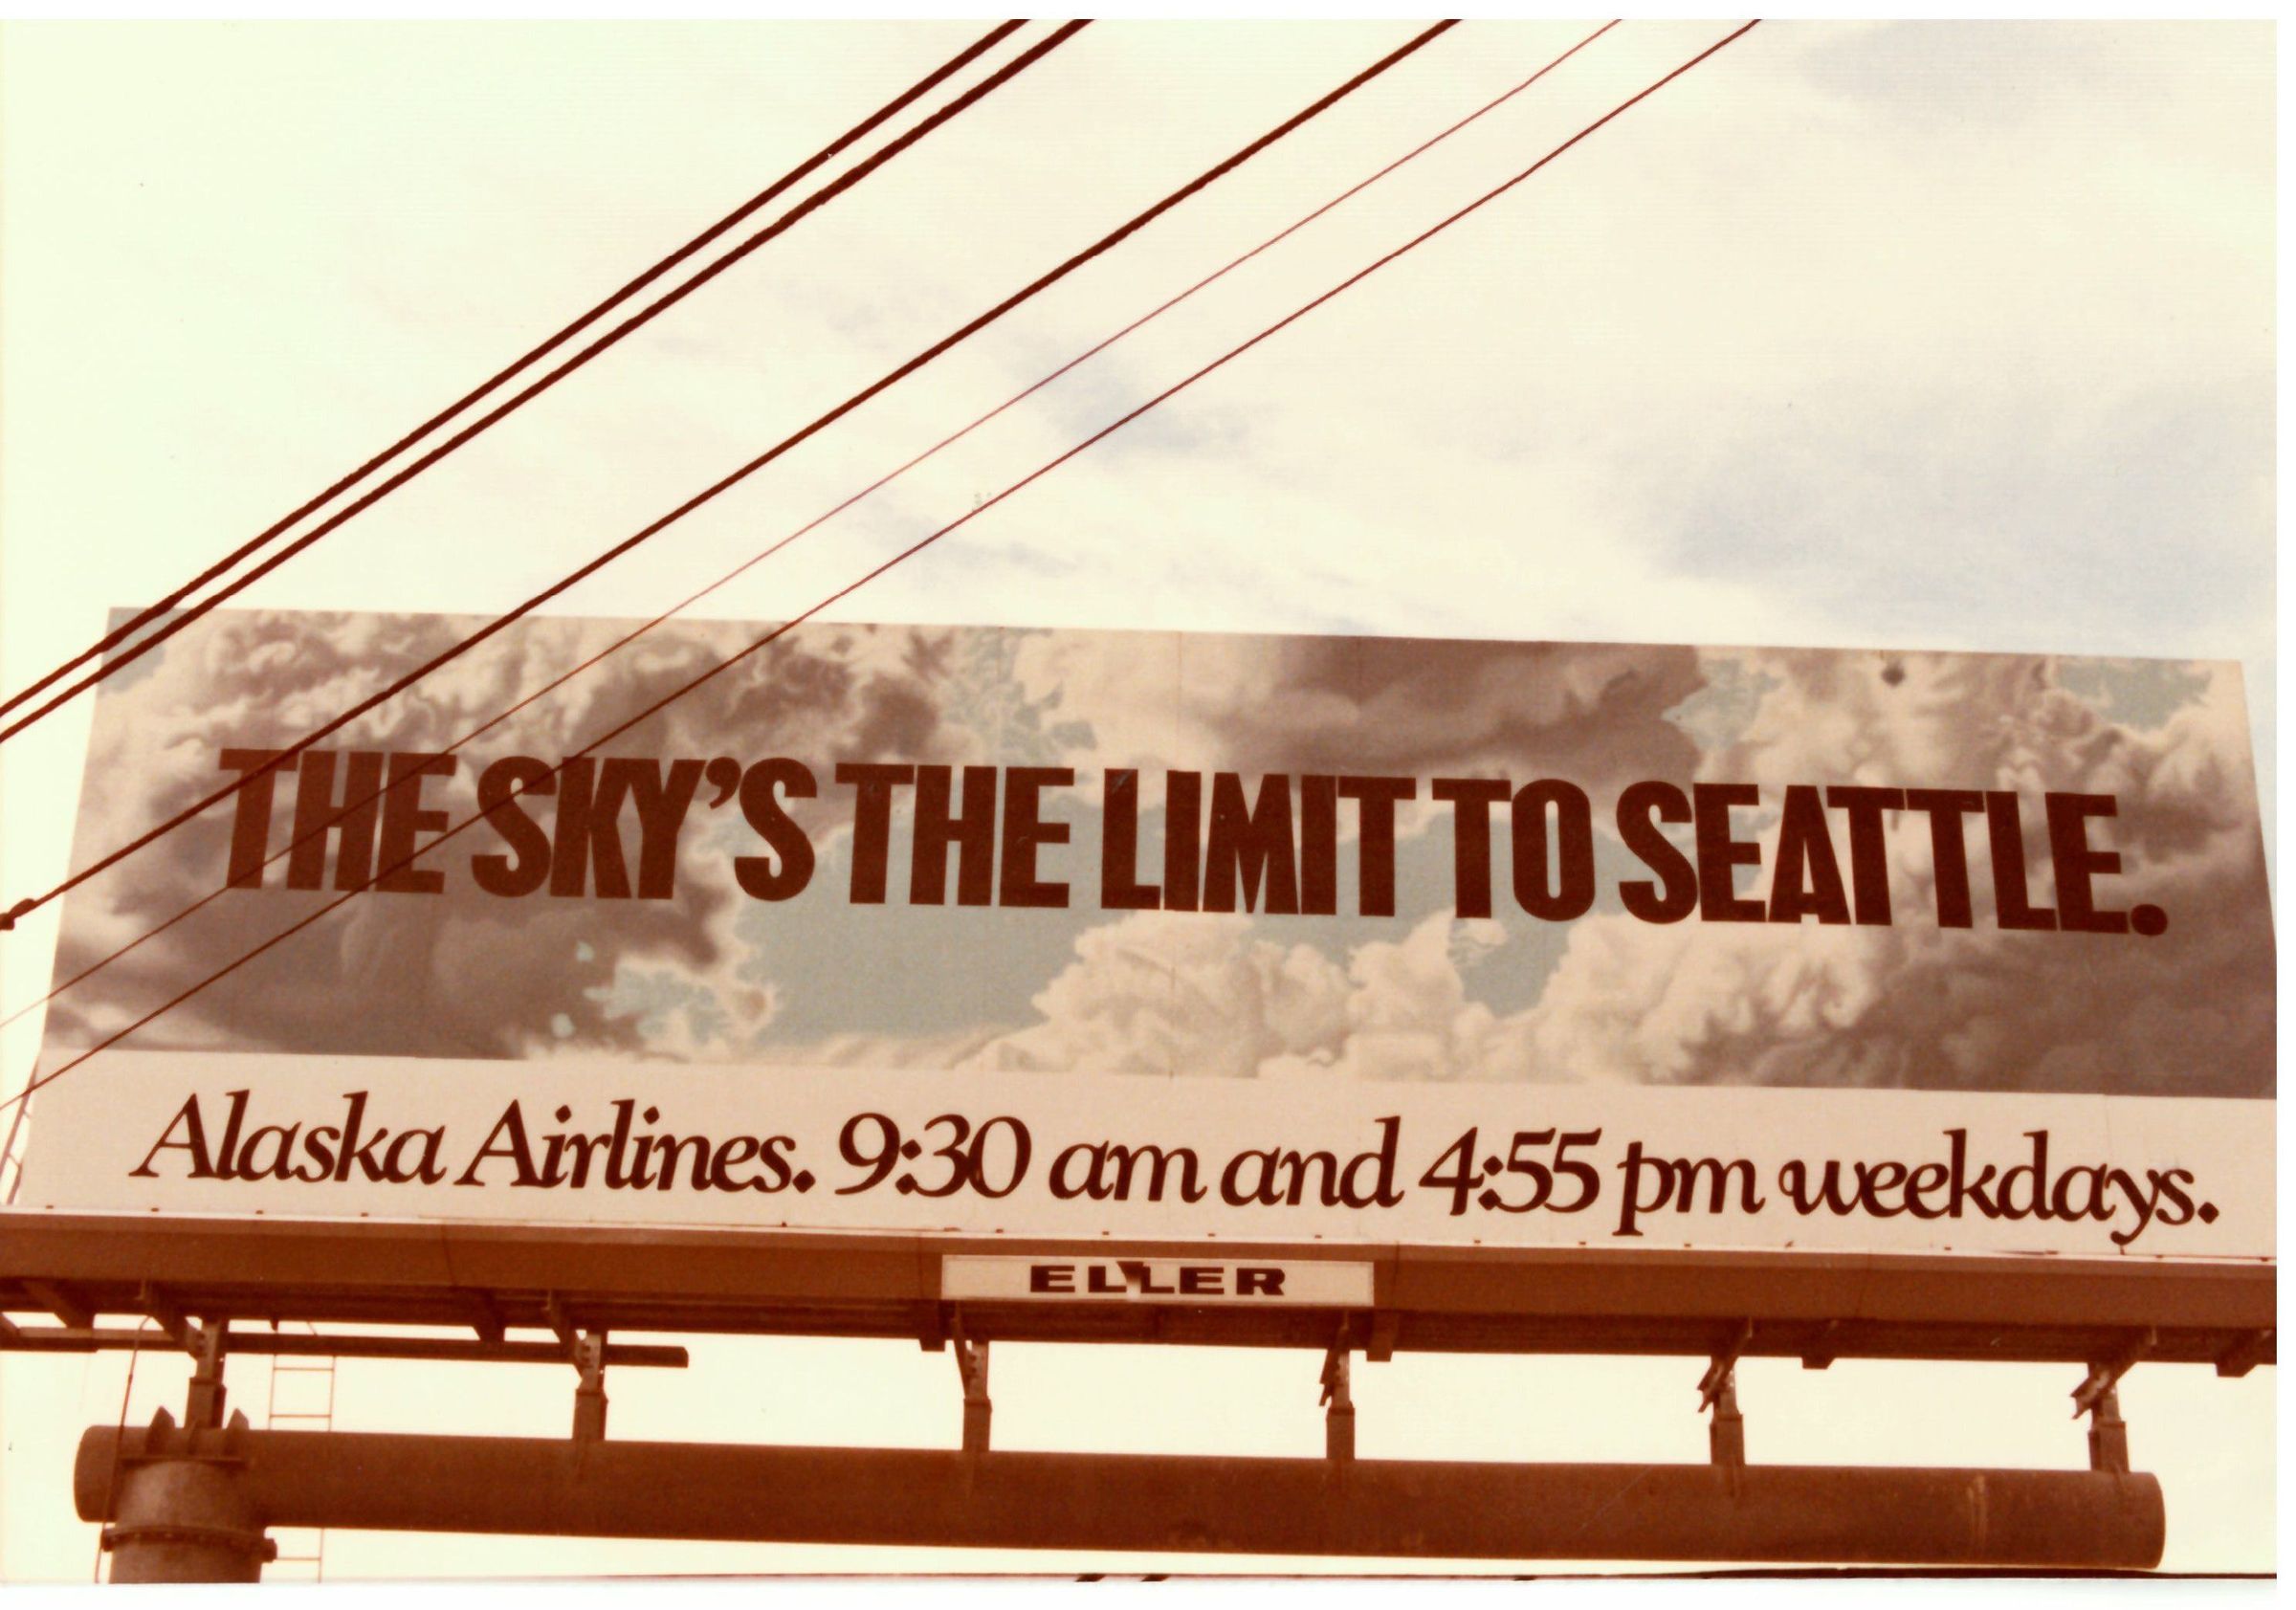 THE SKY'S THE LIMIT TO SEATTLE.
Alaska Airlines. 9:30 am and 4:55 pm weekdays.
ELLER